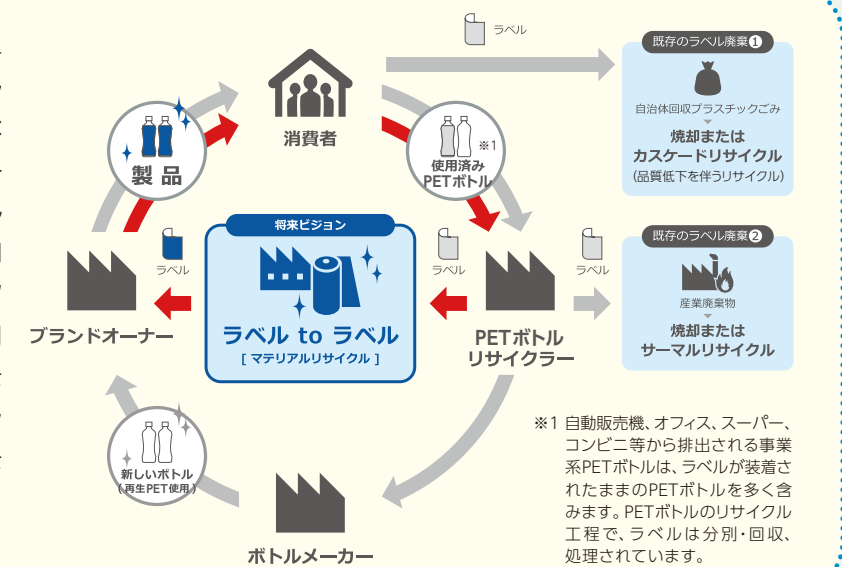 ラベル
既存のラベル廃棄❶
自治体回収プラスチックごみ
焼却または
カスケードリサイクル
(品質低下を伴うリサイクル)
消費者
製品
※1
使用済み
PETボトル
将来ビジョン
ラベル to ラベル
[ マテリアルリサイクル ]
ラベル
ラベル
ラベル
既存のラベル廃棄❷
産業廃棄物
焼却または
サーマルリサイクル
ブランドオーナー
PETボトル
リサイクラー
新しいボトル
(再生PET使用)
ボトルメーカー
※1 自動販売機、オフィス、スーパー、
コンビニ等から排出される事業
系PETボトルは、ラベルが装着さ
れたままのPETボトルを多く含
みます。PETボトルのリサイクル
工程で、ラベルは分別・回収、
処理されています。